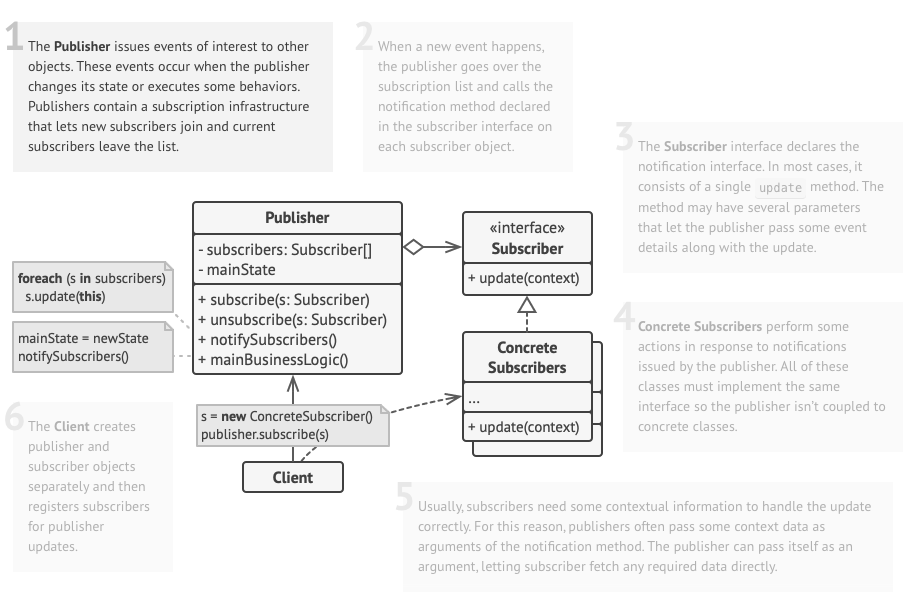 1
The Publisher issues events of interest to other
objects. These events occur when the publisher
changes its state or executes some behaviors.
Publishers contain a subscription infrastructure
that lets new subscribers join and current
subscribers leave the list.
2
When a new event happens,
the publisher goes over the
subscription list and calls the
notification method declared
in the subscriber interface on
each subscriber object.
3
The Subscriber interface declares the
notification interface. In most cases, it
consists of a single update method. The
method may have several parameters
that let the publisher pass some event
details along with the update.
Publisher
- subscribers: Subscriber[]
- mainState
+ subscribe(s: Subscriber)
+ unsubscribe(s: Subscriber)
+ notifySubscribers()
+ mainBusinessLogic()
«interface»
Subscriber
+ update(context)
foreach (s in subscribers)
s.update(this)
mainState = newState
notifySubscribers()
Concrete
Subscribers
...
+ update(context)
4
Concrete Subscribers perform some
actions in response to notifications
issued by the publisher. All of these
classes must implement the same
interface so the publisher isn't coupled to
concrete classes.
s = new ConcreteSubscriber()
publisher.subscribe(s)
Client
6
The Client creates
publisher and
subscriber objects
separately and then
registers subscribers
for publisher
updates.
5
Usually, subscribers need some contextual information to handle the update
correctly. For this reason, publishers often pass some context data as
arguments of the notification method. The publisher can pass itself as an
argument, letting subscriber fetch any required data directly.